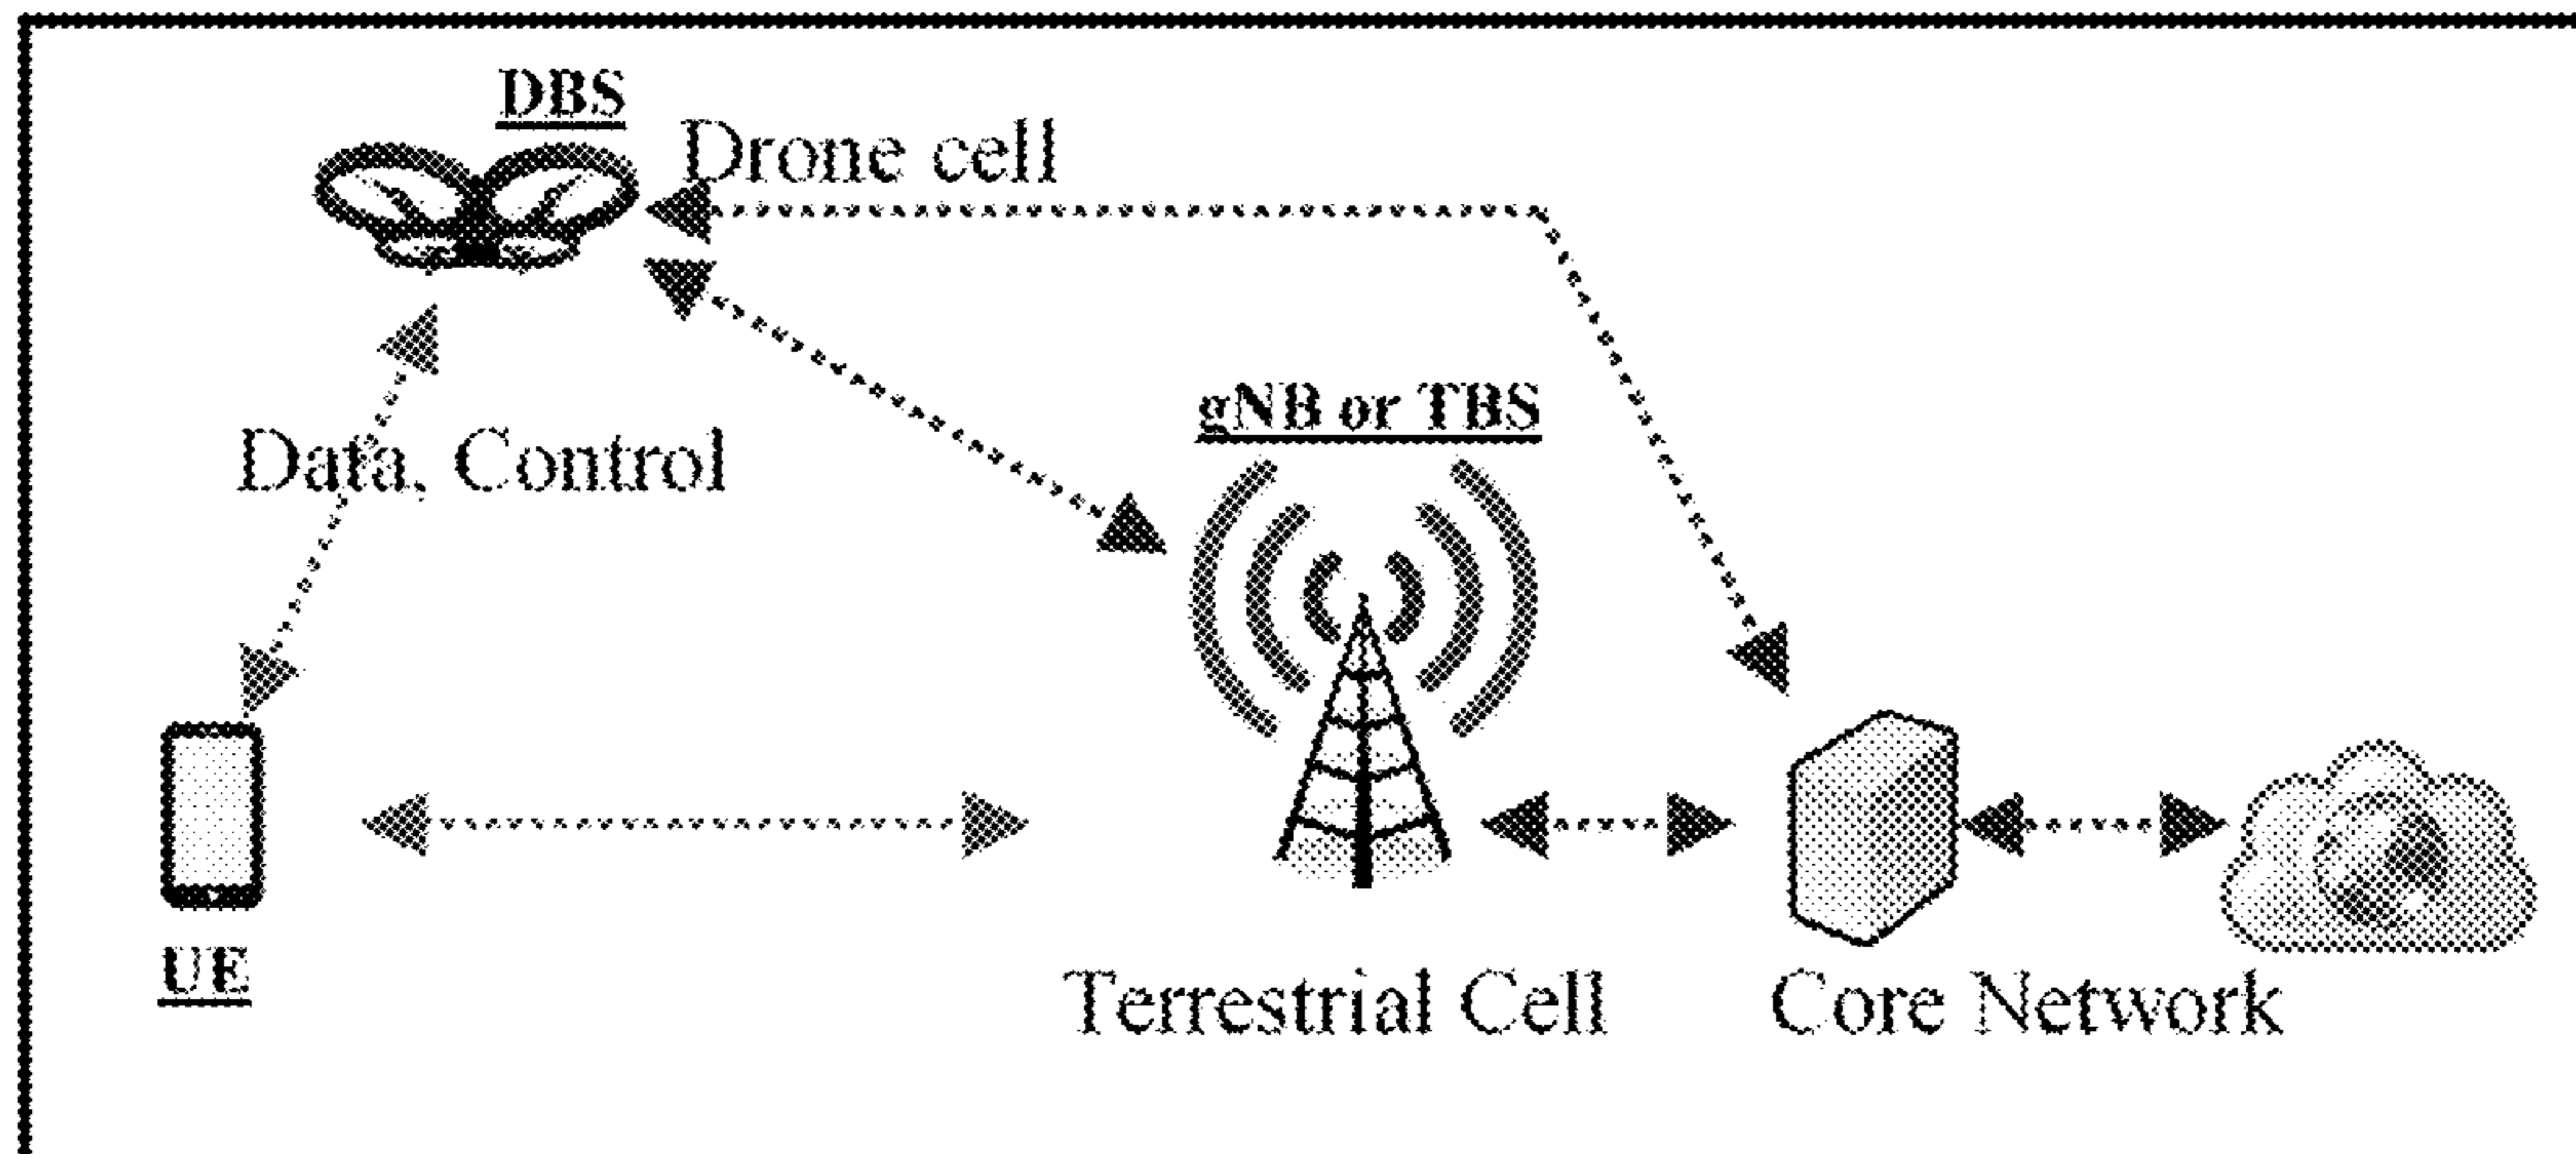 DBS
Drone cell
gNB or TBS
Data, Control
UE
Terrestrial Cell
Core Network